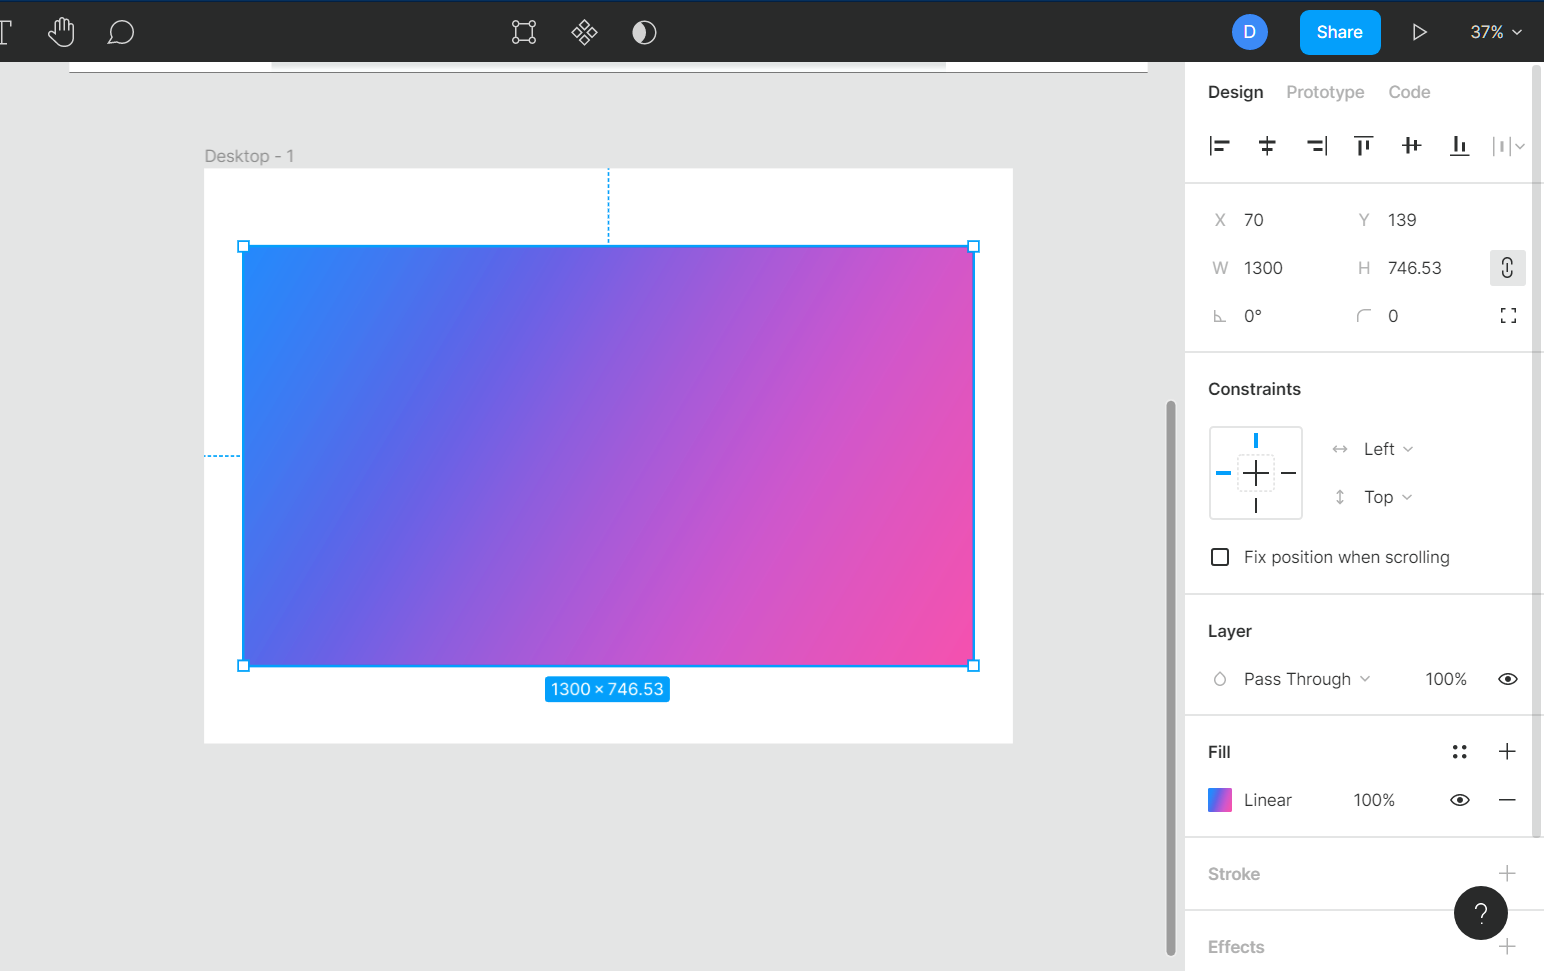 T
D
Share
37%
Design Prototype Code
Desktop - 1
X 70 Y 139
W 1300 H 746.53
0° 0
Constraints
Left
Top
Fix position when scrolling
Layer
Pass Through 100%
1300 × 746.53
Fill
Linear 100%
Stroke
?
Effects